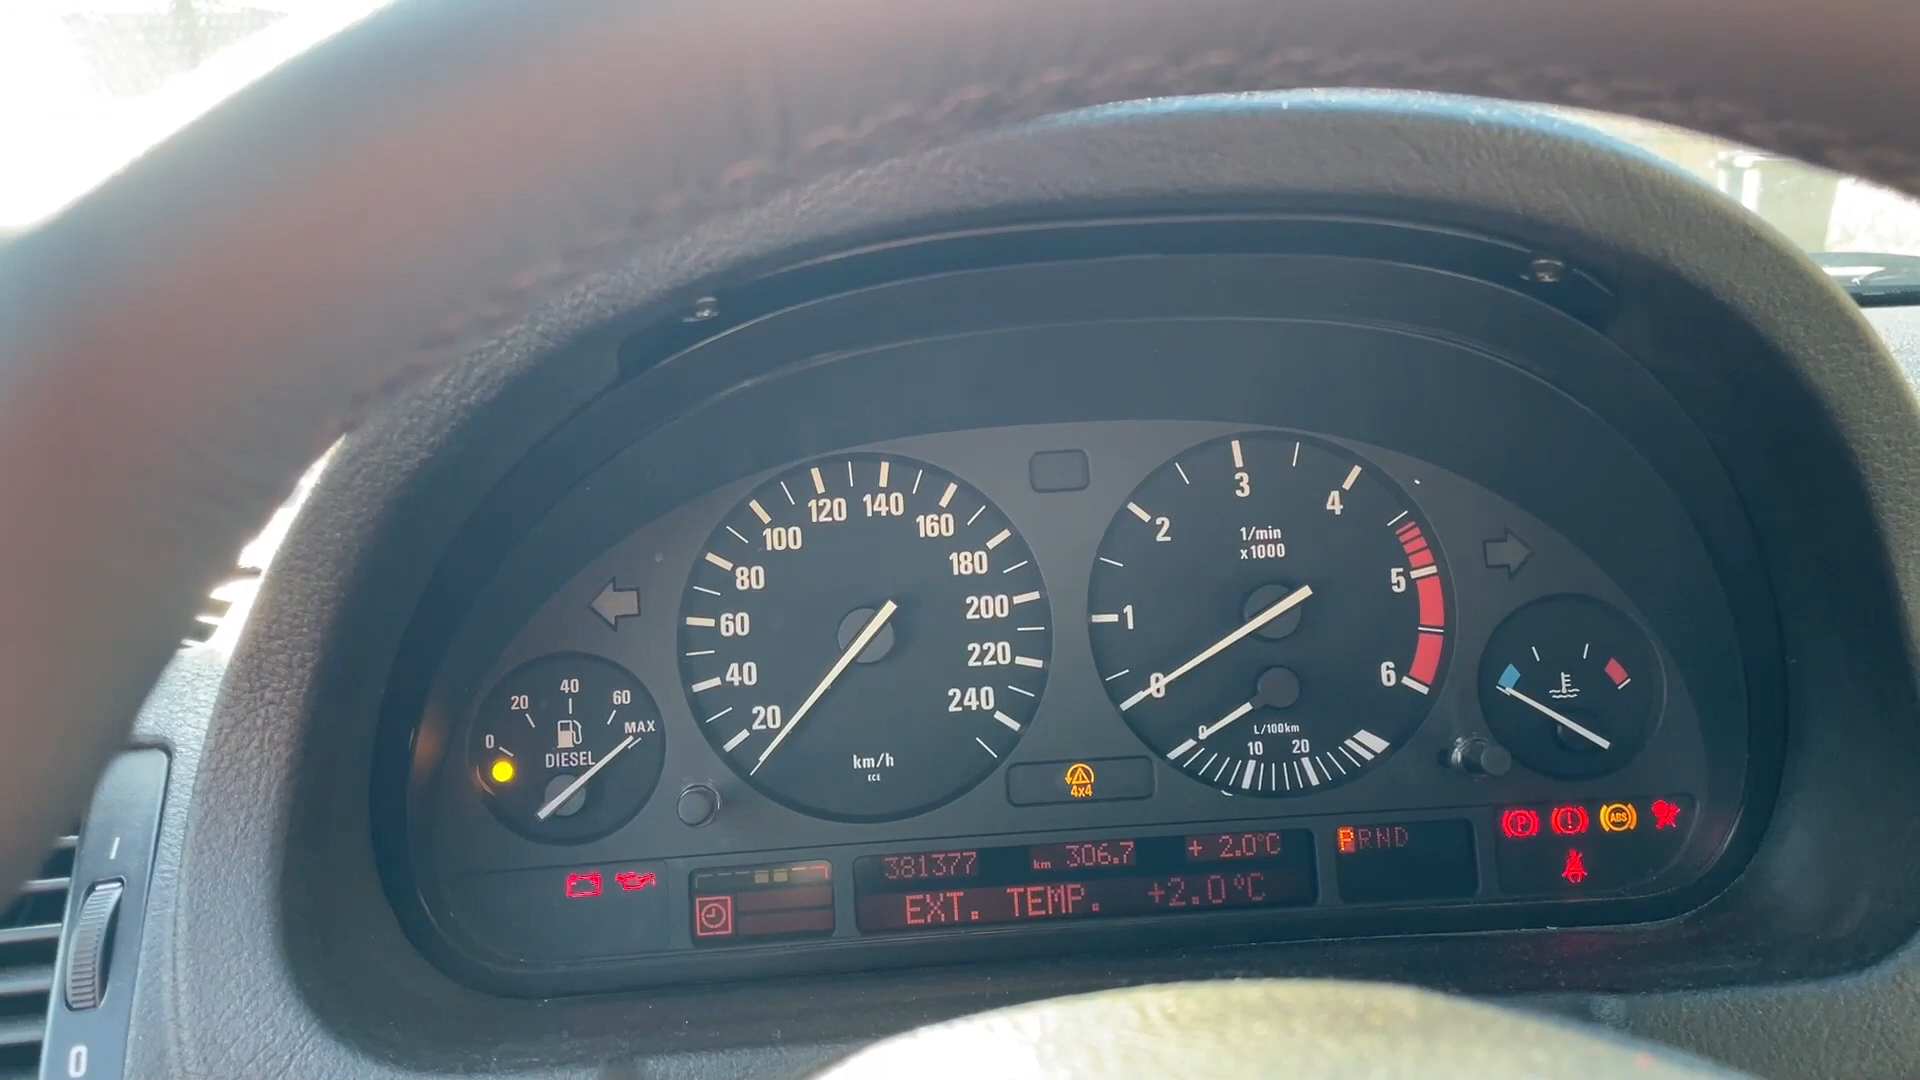 20 40 60 80 100 120 140 160 180 200 220 240
km/h
ECE
0 1 2 3 4 5 6
1/min
x1000
0 10 20
L/100km
0 20 40 60 MAX
DIESEL
4x4
P ! ABS
381377 km 306.7 + 2.0°C
EXT. TEMP. +2.0°C
PRND
0